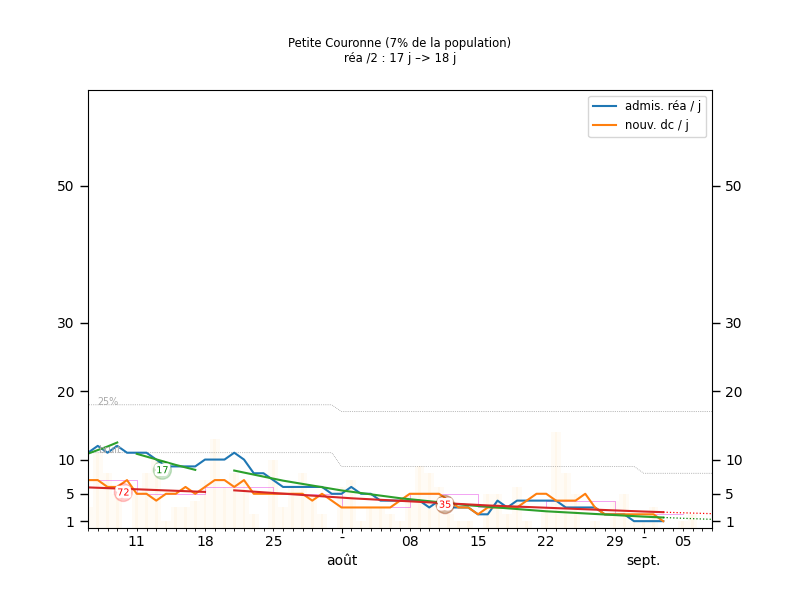 Petite Couronne (7% de la population)
réa /2 : 17 j –> 18 j
admis. réa / j
nouv. dc / j
50 50
30 30
20 20
25%
10 10
17
72
5 5
35
1 1
11 18 25 - 08 15 22 29 - 05
août sept.